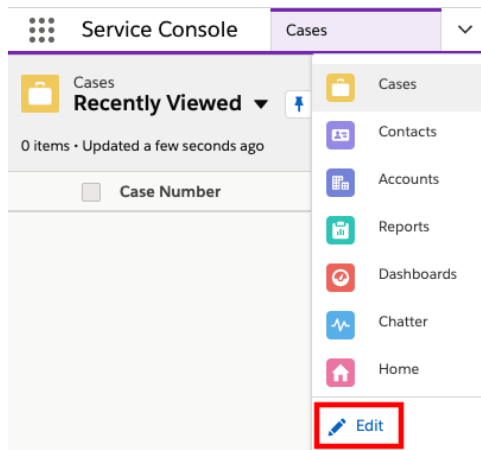 Service Console
Cases
Cases
Recently Viewed
0 items • Updated a few seconds ago
Case Number
Cases
Contacts
Accounts
Reports
Dashboards
Chatter
Home
Edit